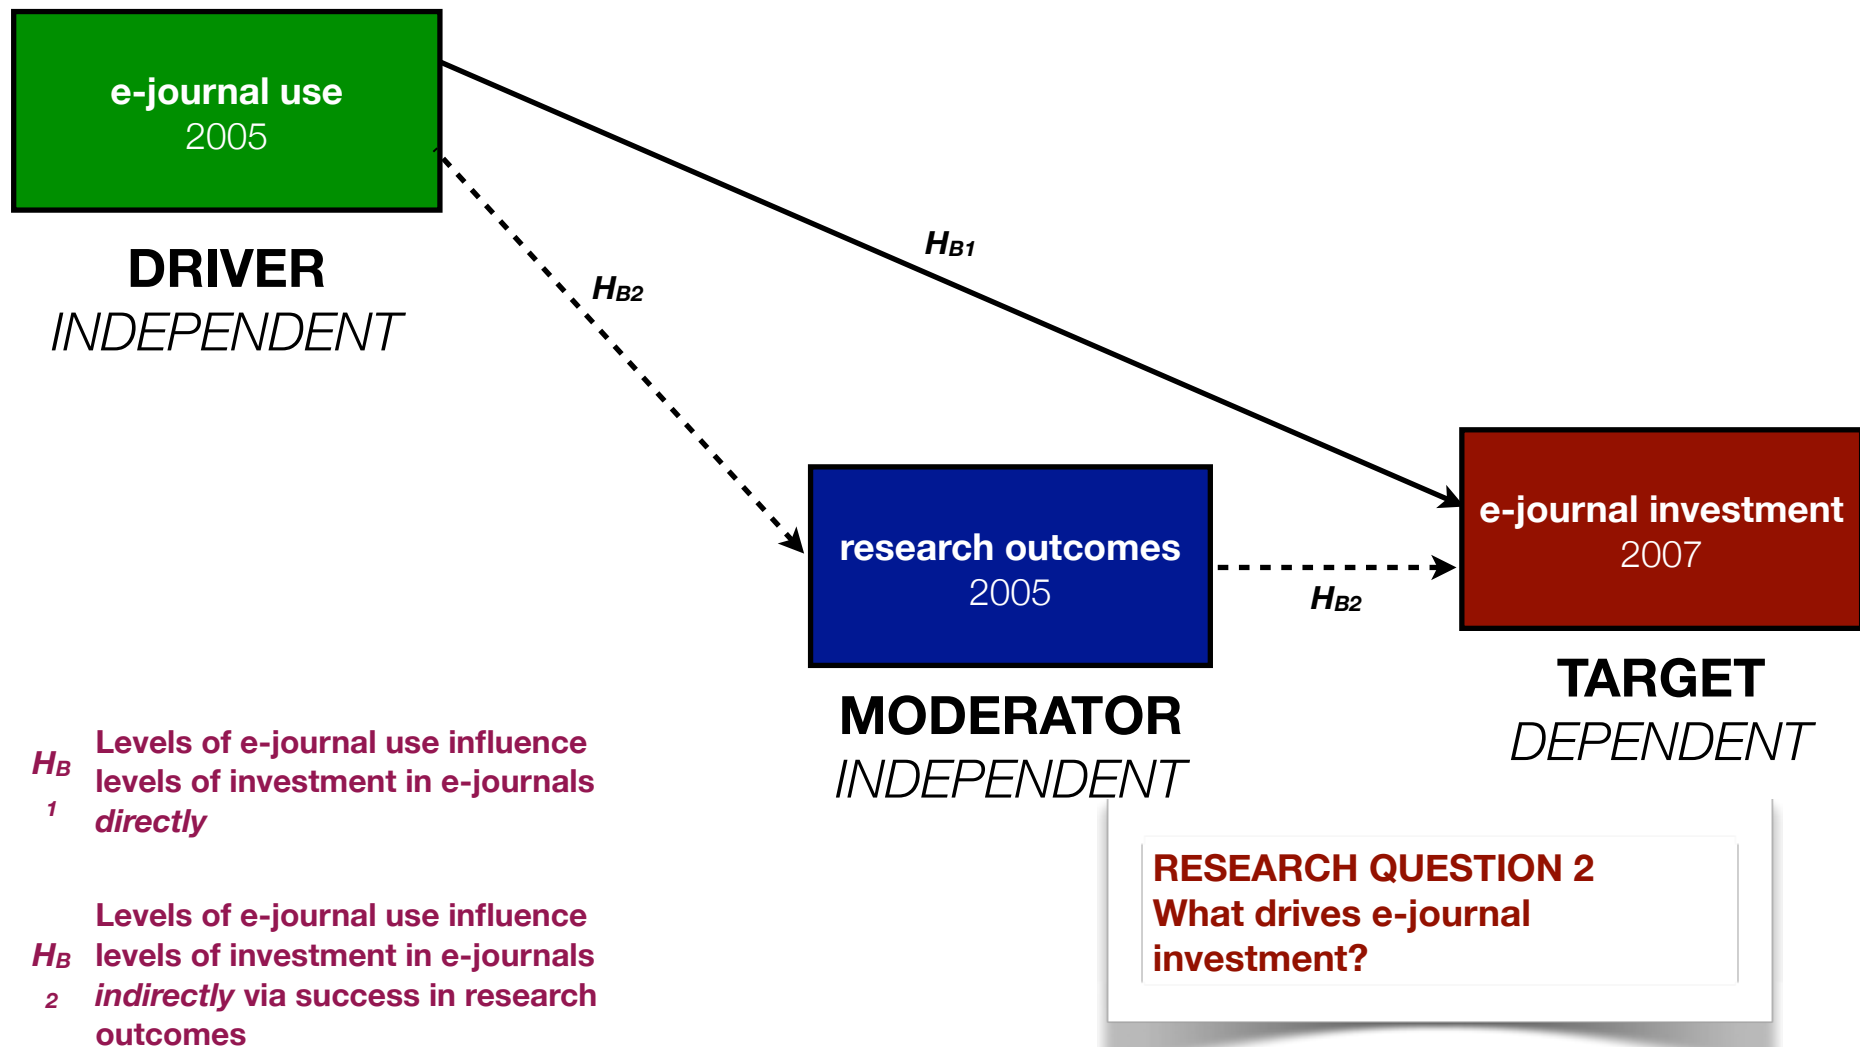 e-journal use
2005
DRIVER
INDEPENDENT
HB1
HB2
research outcomes
2005
MODERATOR
INDEPENDENT
HB2
e-journal investment
2007
TARGET
DEPENDENT
HB
1
Levels of e-journal use influence
levels of investment in e-journals
directly
HB
2
Levels of e-journal use influence
levels of investment in e-journals
indirectly via success in research
outcomes
RESEARCH QUESTION 2
What drives e-journal
investment?